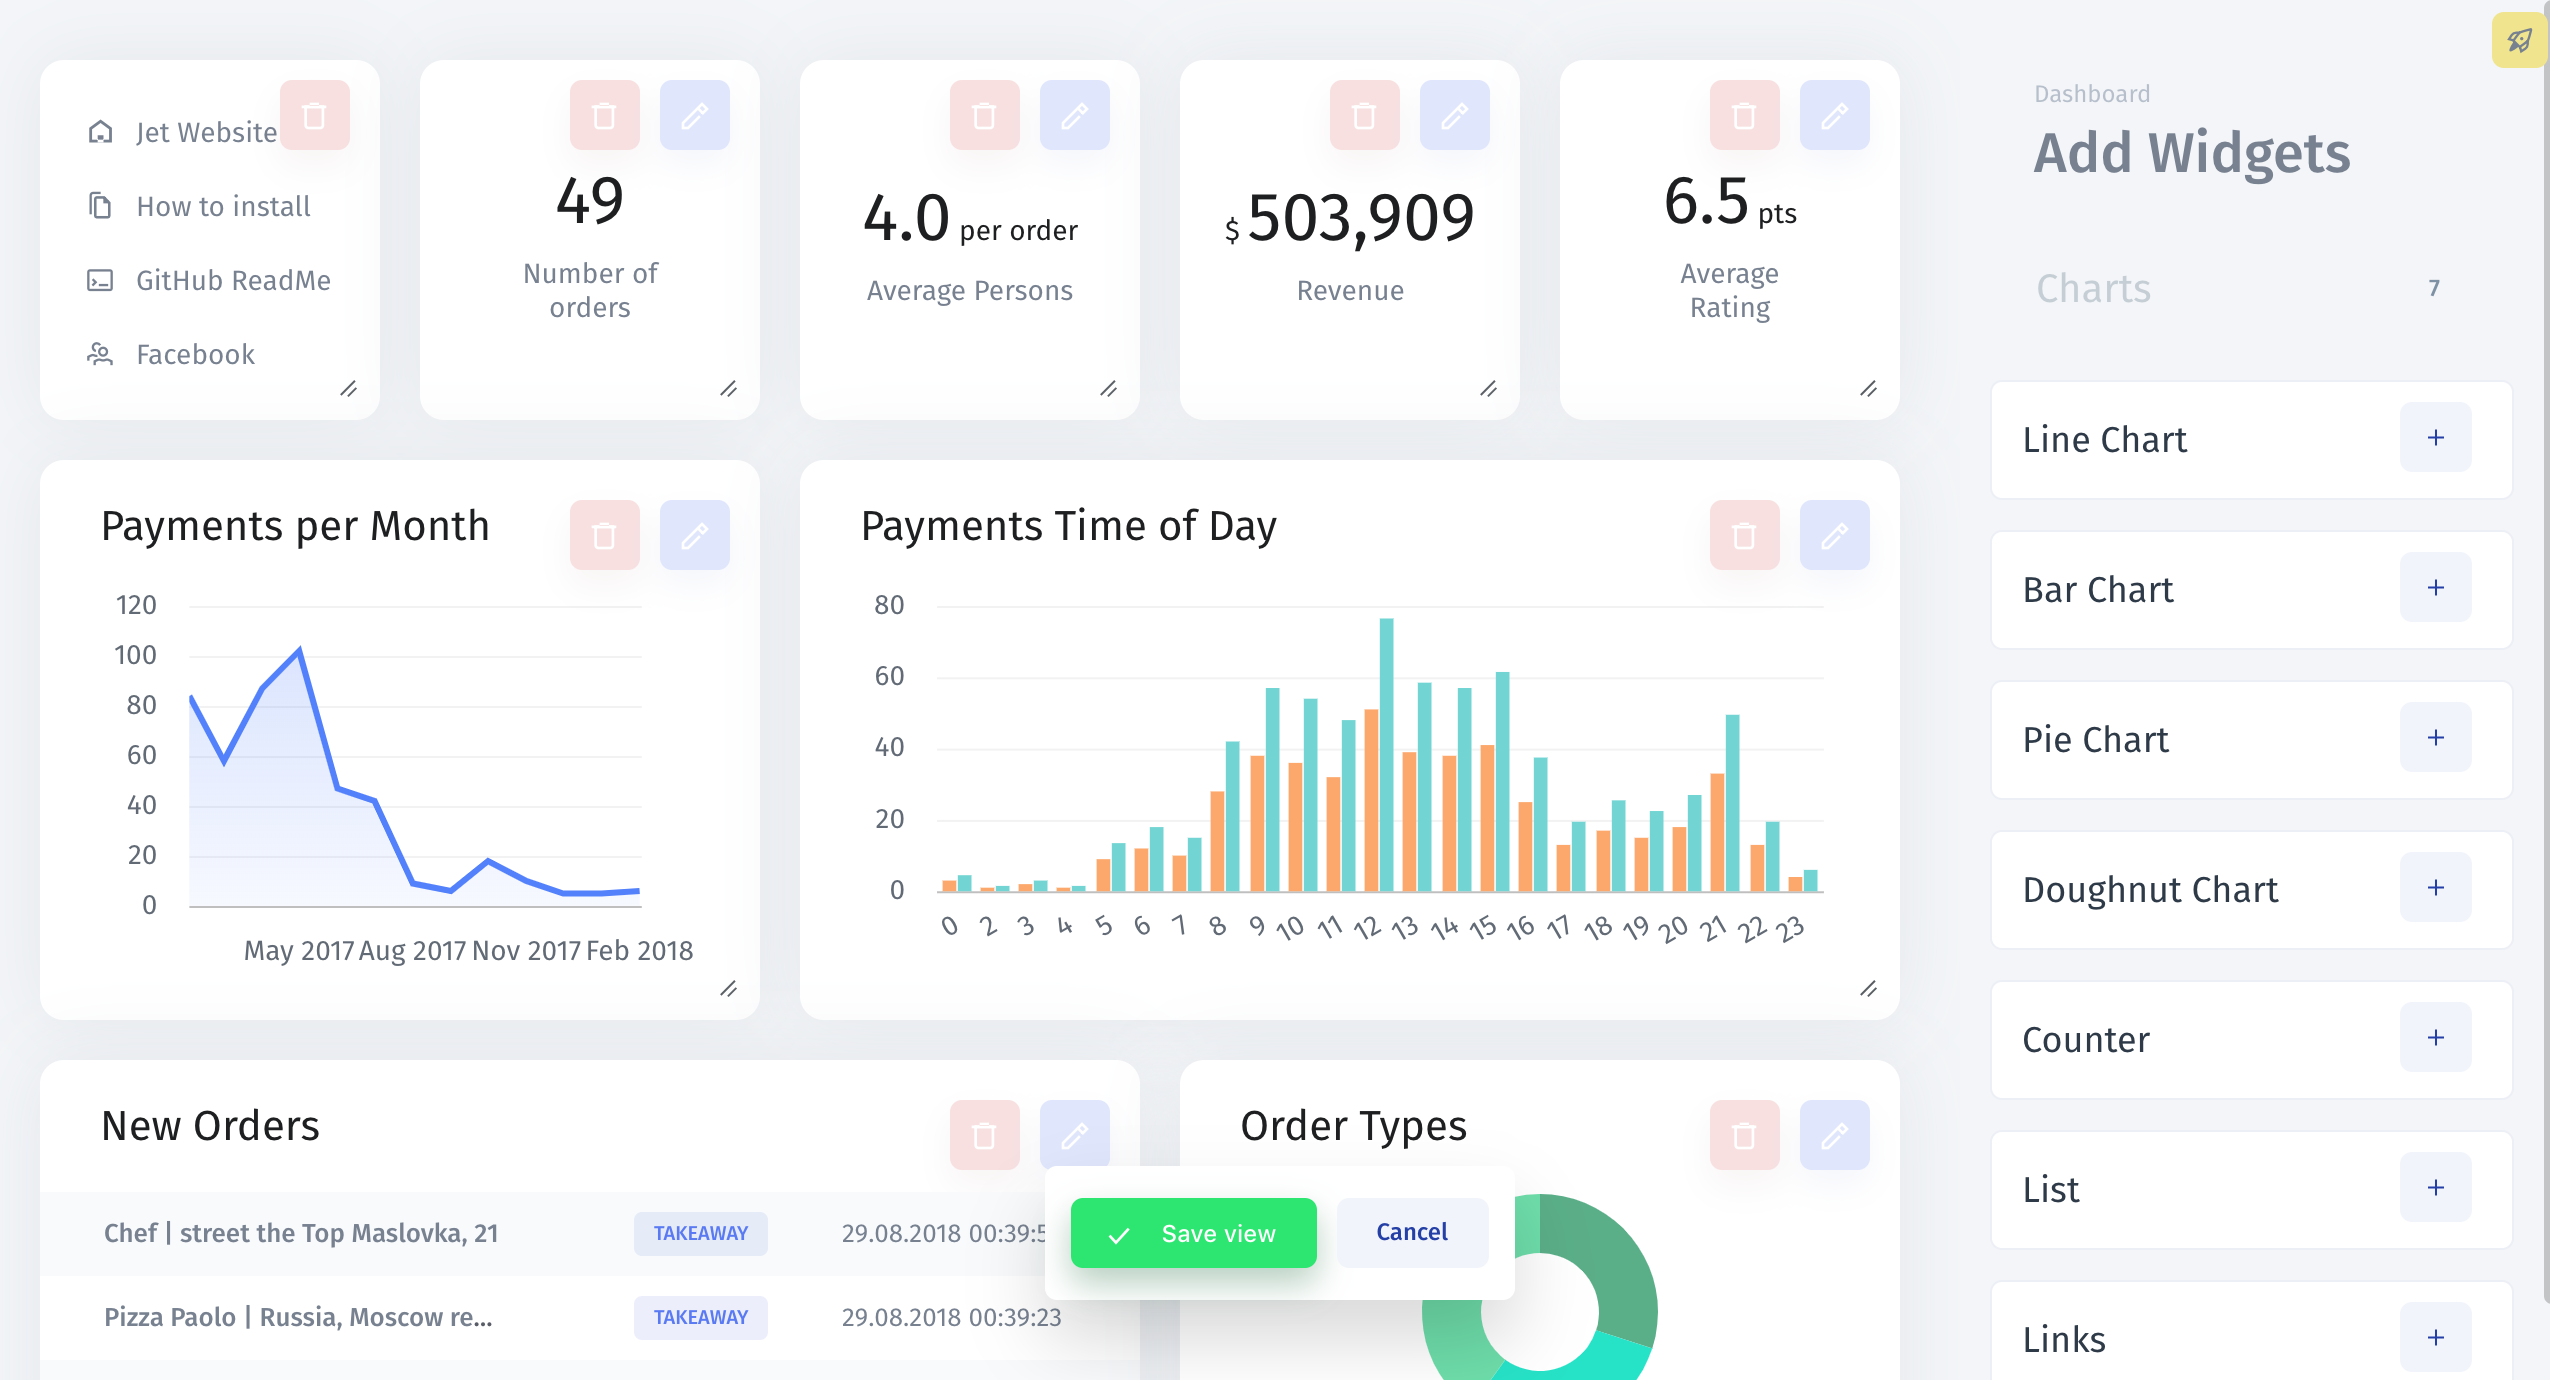 Jet Website
How to install
GitHub ReadMe
Facebook
49
Number of
orders
4.0 per order
Average Persons
$ 503,909
Revenue
6.5 pts
Average
Rating
Dashboard
Add Widgets
Charts 7
Line Chart +
Bar Chart +
Pie Chart +
Doughnut Chart +
Counter +
List +
Links +
Payments per Month
120
100
80
60
40
20
0
May 2017 Aug 2017 Nov 2017 Feb 2018
Payments Time of Day
80
60
40
20
0
0 2 3 4 5 6 7 8 9 10 11 12 13 14 15 16 17 18 19 20 21 22 23
New Orders
Chef | street the Top Maslovka, 21 TAKEAWAY 29.08.2018 00:39:5
Pizza Paolo | Russia, Moscow re... TAKEAWAY 29.08.2018 00:39:23
Order Types
Save view
Cancel